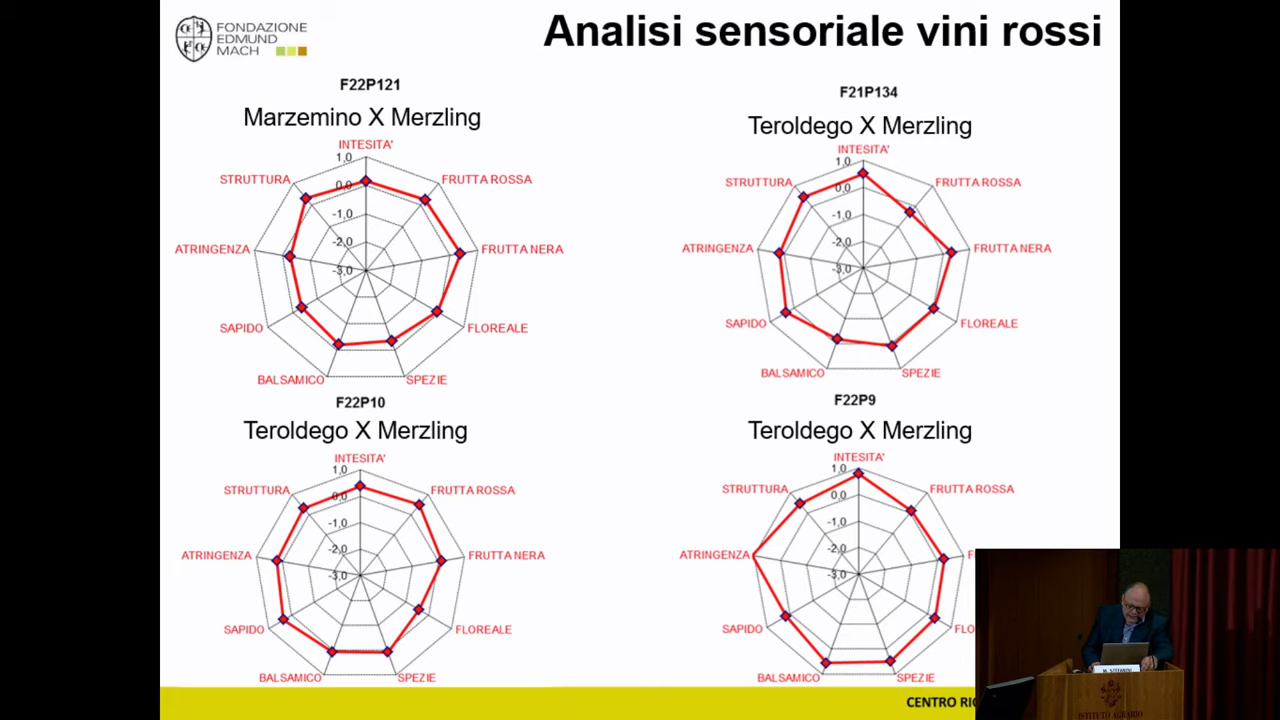 FONDAZIONE
EDMUND
MACH
Analisi sensoriale vini rossi
F22P121
Marzemino X Merzling
INTESITA'
1,0
STRUTTURA
0,0
FRUTTA ROSSA
-1,0
ATRINGENZA
-2,0
FRUTTA NERA
-3,0
SAPIDO
FLOREALE
BALSAMICO
SPEZIE
F21P134
Teroldego X Merzling
INTESITA'
1,0
STRUTTURA
0,0
FRUTTA ROSSA
-1,0
ATRINGENZA
-2,0
FRUTTA NERA
-3,0
SAPIDO
FLOREALE
BALSAMICO
SPEZIE
F22P10
Teroldego X Merzling
INTESITA'
1,0
STRUTTURA
0,0
FRUTTA ROSSA
-1,0
ATRINGENZA
-2,0
FRUTTA NERA
-3,0
SAPIDO
FLOREALE
BALSAMICO
SPEZIE
F22P9
Teroldego X Merzling
INTESITA'
1,0
STRUTTURA
0,0
FRUTTA ROSSA
-1,0
ATRINGENZA
-2,0
F
-3,0
SAPIDO
FLO
BALSAMICO
SPEZIE
CENTRO RIC
ISTITUTO AGRARIO